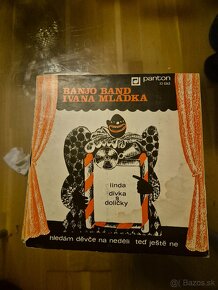 panton
BANJO BAND
IVANA MLÁDKA
linda
dívka
s
dolíčky
hledám děvče na neděli teď ještě ne
Bazos.sk